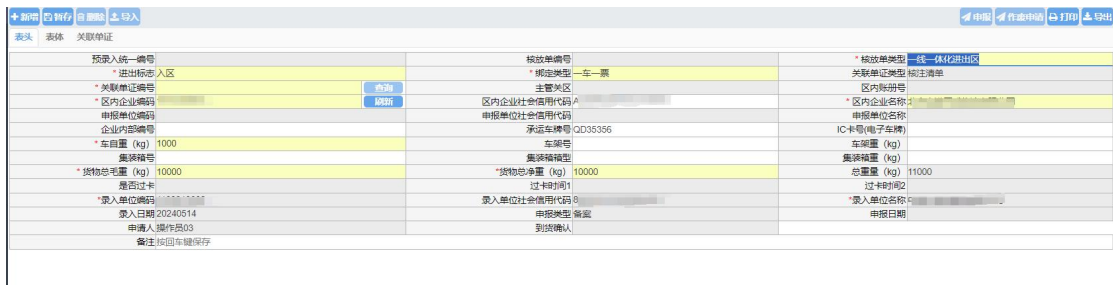 新增 暂存 删除 导入 申报 作废申请 打印 导出
表头 表体 关联单证
预录入统一编号 核放单编号 *核放单类型 一线一体化进出区
*进出标志 入区 *绑定类型 一车一票 关联单证类型 核注清单
*关联单证编号 查询 主管关区 区内账册号
*区内企业编码 刷新 区内企业社会信用代码 *区内企业名称
申报单位编码 申报单位社会信用代码 申报单位名称
企业内部编号 承运车牌号 QD35356 IC卡号(电子车牌)
*车自重 (kg) 1000 车架号 车架重 (kg)
集装箱号 集装箱箱型 集装箱重 (kg)
*货物总毛重 (kg) 10000 *货物总净重 (kg) 10000 总重量 (kg) 11000
是否过卡 过卡时间1 过卡时间2
*录入单位编码 录入单位社会信用代码 *录入单位名称
录入日期 20240514 申报类型 备案 申报日期
申请人 操作员03 到货确认
备注 按回车键保存